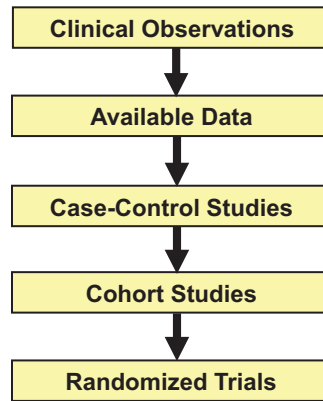 Clinical Observations
Available Data
Case-Control Studies
Cohort Studies
Randomized Trials